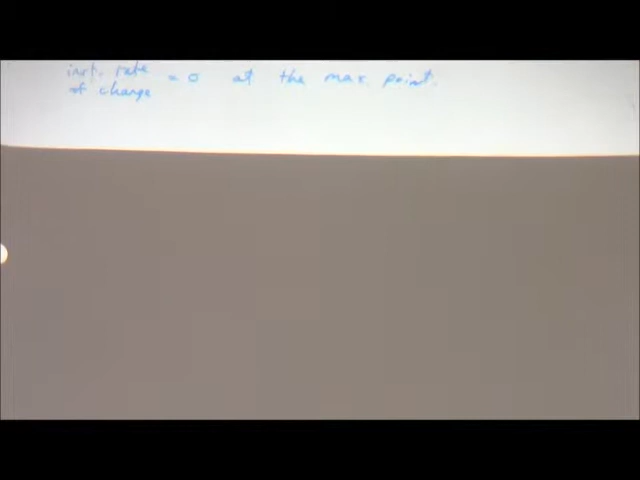 inst. rate = 0 at the max. point.
of change